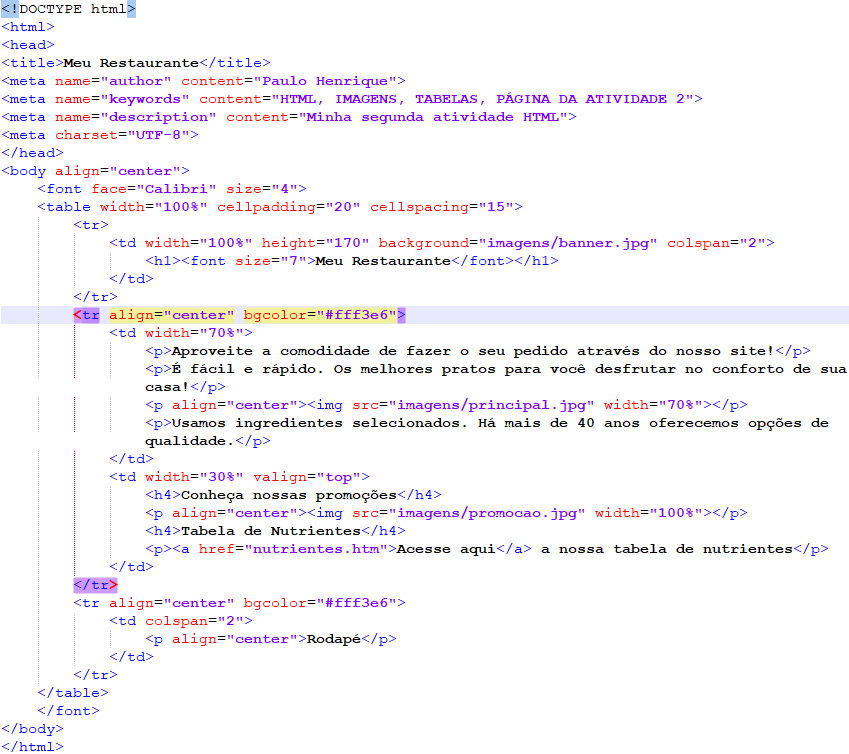 <!DOCTYPE html>
<html>
<head>
<title>Meu Restaurante</title>
<meta name="author" content="Paulo Henrique">
<meta name="keywords" content="HTML, IMAGENS, TABELAS, PÁGINA DA ATIVIDADE 2">
<meta name="description" content="Minha segunda atividade HTML">
<meta charset="UTF-8">
</head>
<body align="center">
    <font face="Calibri" size="4">
    <table width="100%" cellpadding="20" cellspacing="15">
        <tr>
            <td width="100%" height="170" background="imagens/banner.jpg" colspan="2">
                <h1><font size="7">Meu Restaurante</font></h1>
            </td>
        </tr>
        <tr align="center" bgcolor="#fff3e6">
            <td width="70%">
                <p>Aproveite a comodidade de fazer o seu pedido através do nosso site!</p>
                <p>É fácil e rápido. Os melhores pratos para você desfrutar no conforto de sua
                casa!</p>
                <p align="center"><img src="imagens/principal.jpg" width="70%"></p>
                <p>Usamos ingredientes selecionados. Há mais de 40 anos oferecemos opções de
                qualidade.</p>
            </td>
            <td width="30%" valign="top">
                <h4>Conheça nossas promoções</h4>
                <p align="center"><img src="imagens/promocao.jpg" width="100%"></p>
                <h4>Tabela de Nutrientes</h4>
                <p><a href="nutrientes.htm">Acesse aqui</a> a nossa tabela de nutrientes</p>
            </td>
        </tr>
        <tr align="center" bgcolor="#fff3e6">
            <td colspan="2">
                <p align="center">Rodapé</p>
            </td>
        </tr>
    </table>
    </font>
</body>
</html>